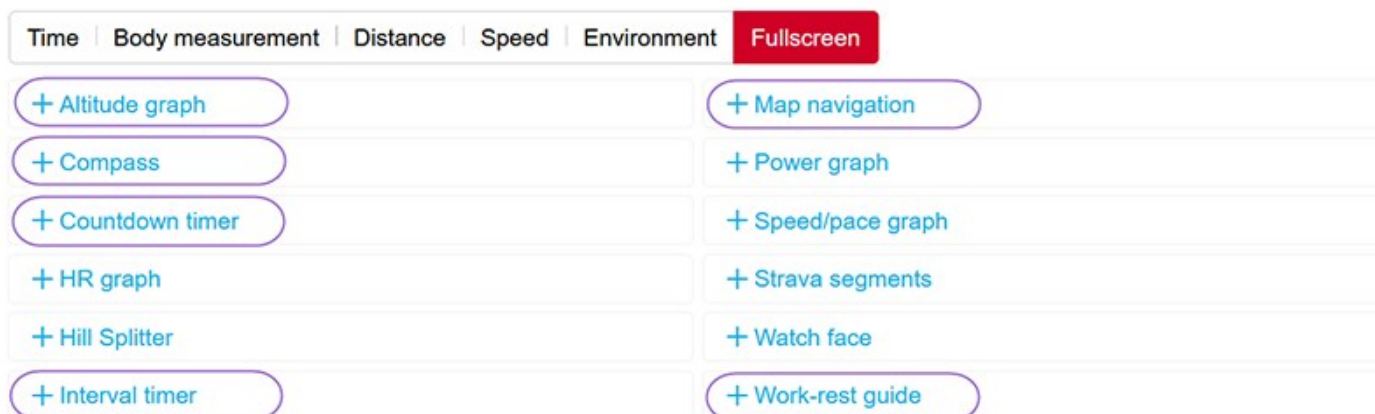 Time Body measurement Distance Speed Environment Fullscreen
+ Altitude graph
+ Compass
+ Countdown timer
+ HR graph
+ Hill Splitter
+ Interval timer
+ Map navigation
+ Power graph
+ Speed/pace graph
+ Strava segments
+ Watch face
+ Work-rest guide